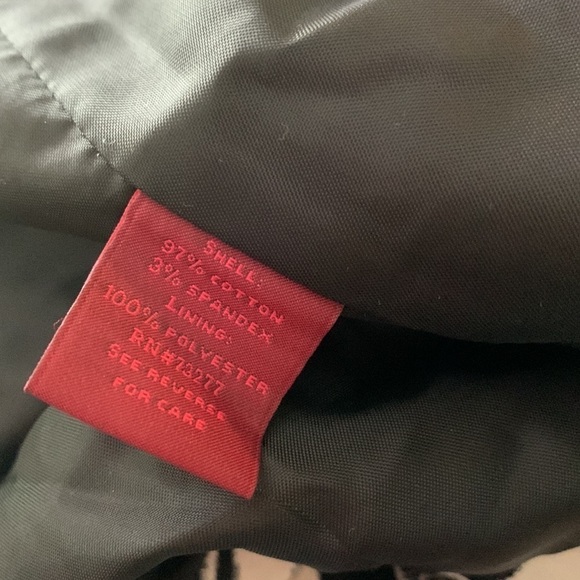 SHELL:
97% COTTON
3% SPANDEX
LINING:
100% POLYESTER
RN#73277
SEE REVERSE
FOR CARE